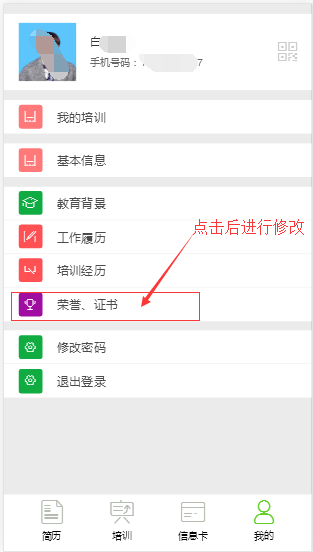 白
手机号码：7
我的培训
基本信息
教育背景
工作履历
点击后进行修改
培训经历
荣誉、证书
修改密码
退出登录
简历 培训 信息卡 我的